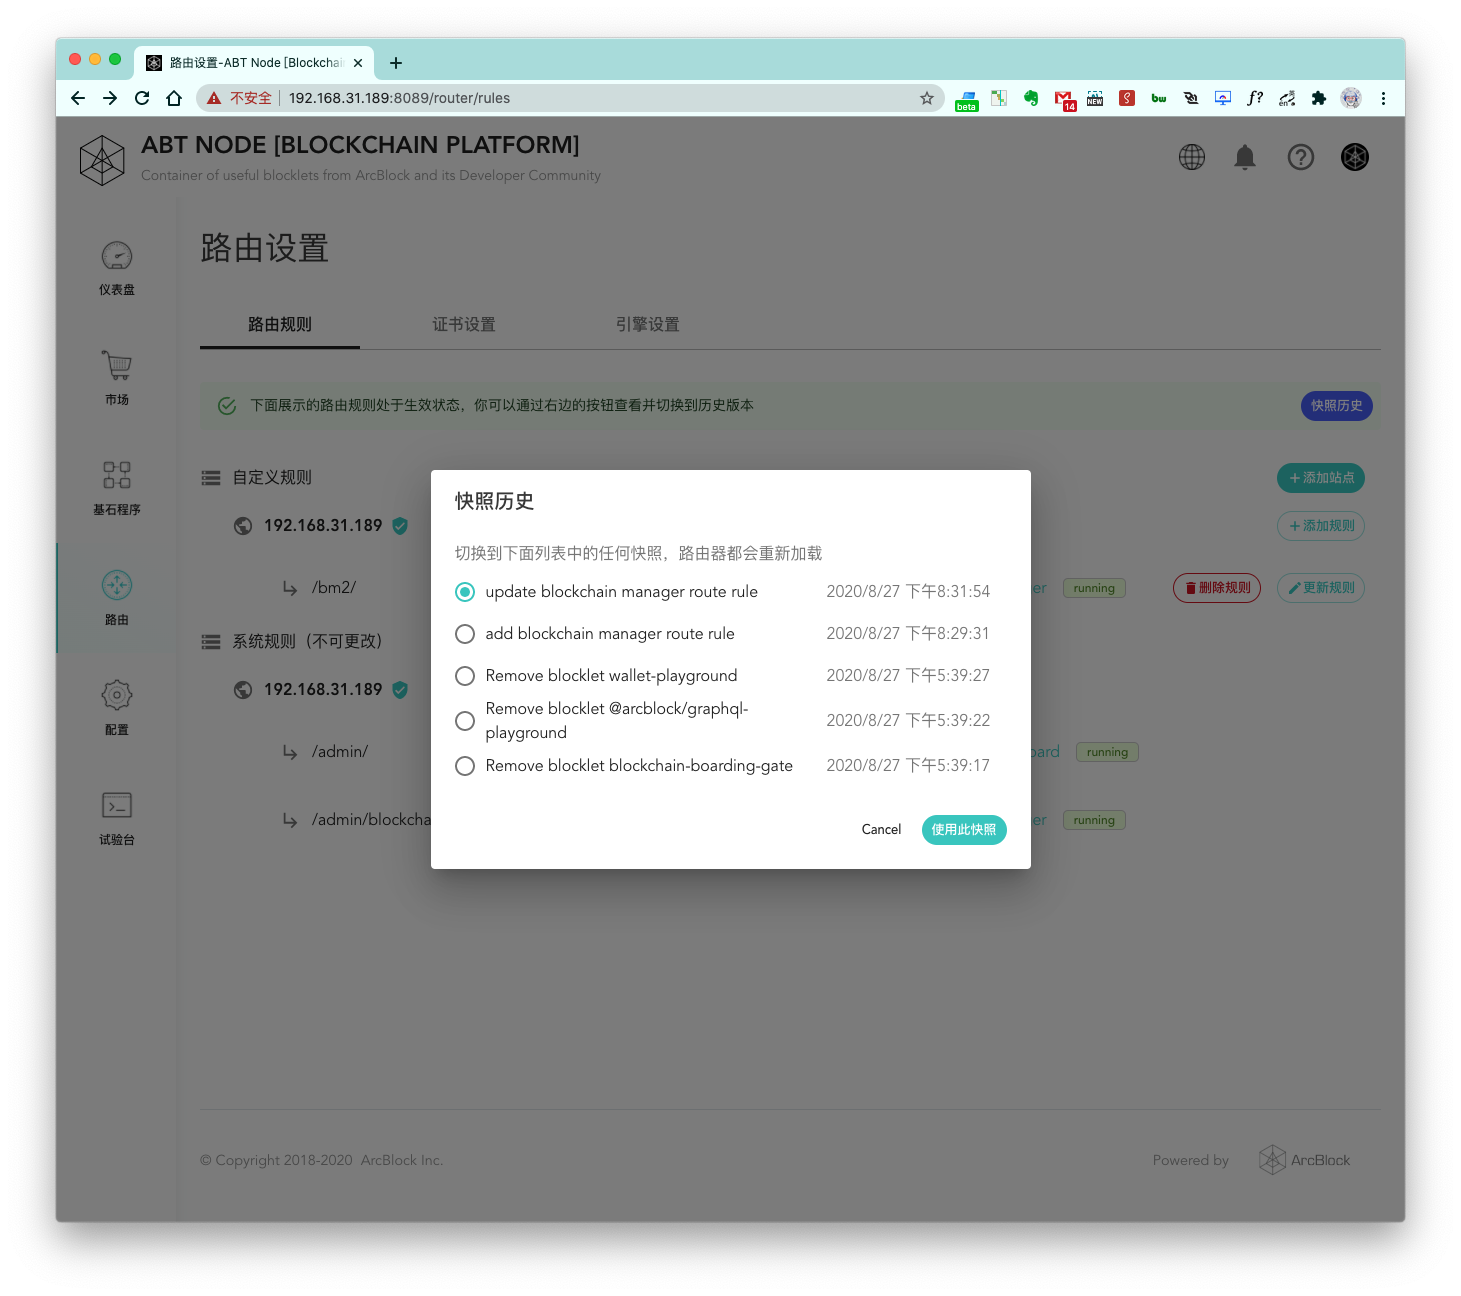 路由设置-ABT Node [Blockchai
不安全
192.168.31.189:8089/router/rules
beta
14
NEW
bw
f?
en
ABT NODE [BLOCKCHAIN PLATFORM]
Container of useful blocklets from ArcBlock and its Developer Community
仪表盘
市场
基石程序
路由
配置
试验台
路由设置
路由规则
证书设置
引擎设置
下面展示的路由规则处于生效状态，你可以通过右边的按钮查看并切换到历史版本
快照历史
自定义规则
添加站点
192.168.31.189
添加规则
/bm2/
er
running
删除规则
更新规则
系统规则（不可更改）
192.168.31.189
/admin/
oard
running
/admin/blockcha
er
running
快照历史
切换到下面列表中的任何快照，路由器都会重新加载
update blockchain manager route rule 2020/8/27 下午8:31:54
add blockchain manager route rule 2020/8/27 下午8:29:31
Remove blocklet wallet-playground 2020/8/27 下午5:39:27
Remove blocklet @arcblock/graphql-
playground 2020/8/27 下午5:39:22
Remove blocklet blockchain-boarding-gate 2020/8/27 下午5:39:17
Cancel
使用此快照
© Copyright 2018-2020 ArcBlock Inc.
Powered by
ArcBlock